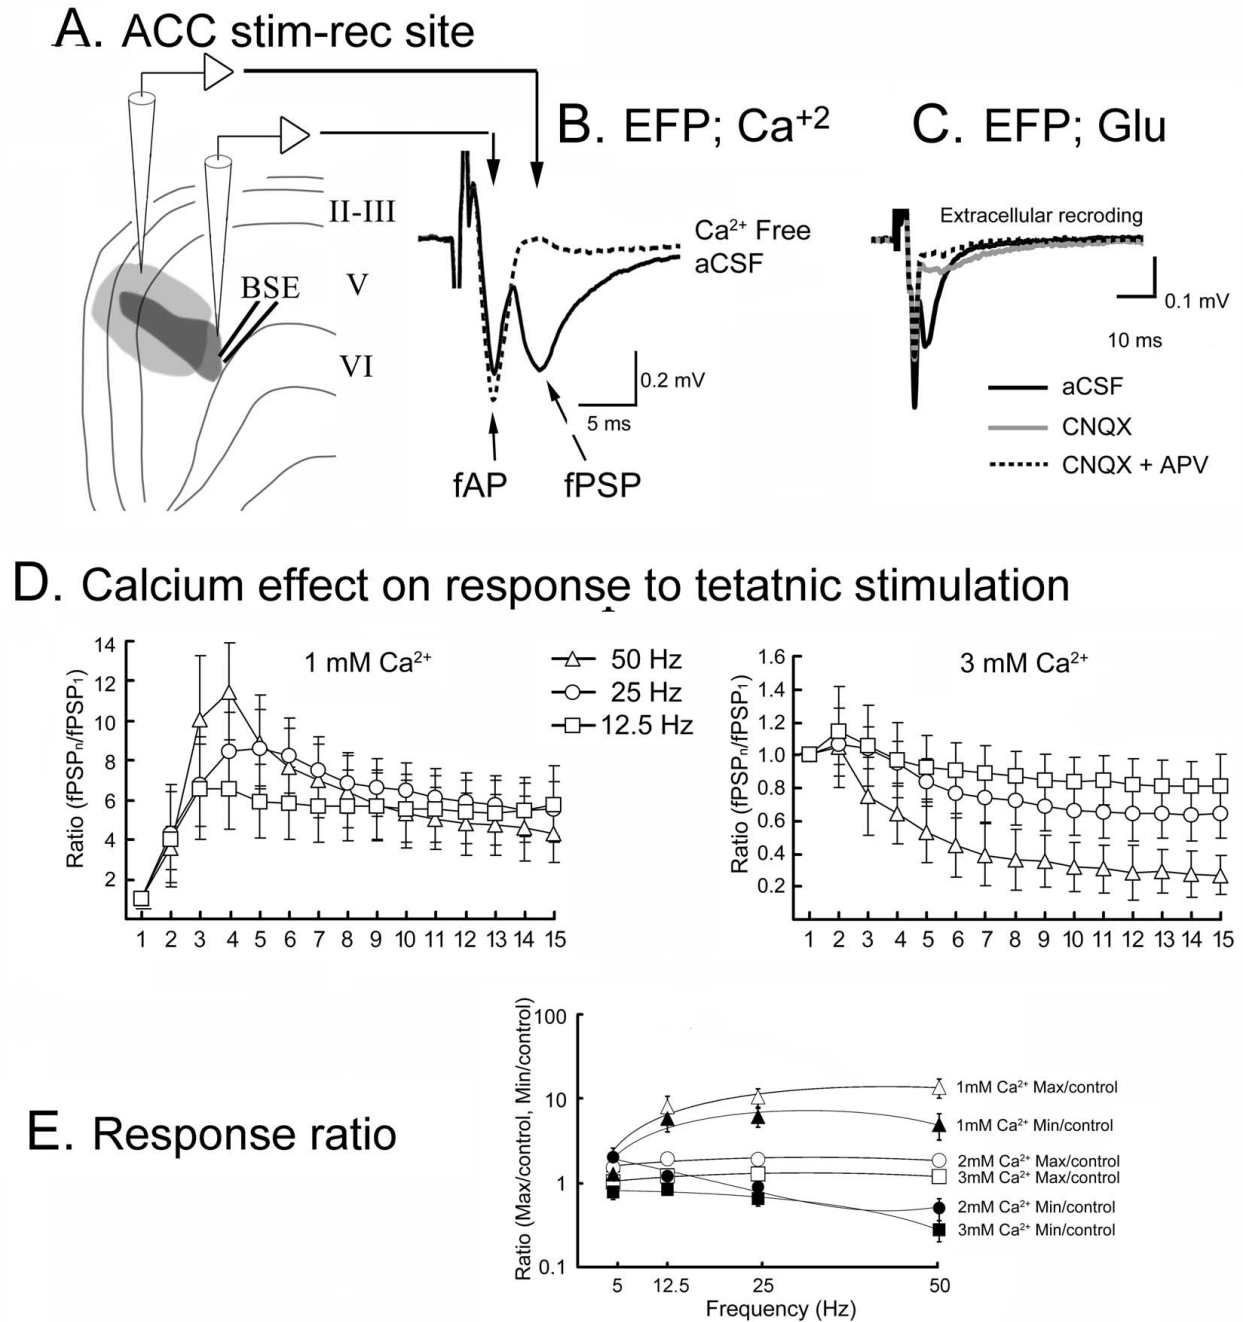 A. ACC stim-rec site
B. EFP; Ca+2
C. EFP; Glu
II-III
V
VI
BSE
Ca2+ Free
aCSF
0.2 mV
5 ms
fAP
fPSP
Extracellular recroding
0.1 mV
10 ms
aCSF
CNQX
CNQX + APV
D. Calcium effect on response to tetatnic stimulation
Ratio (fPSPn/fPSP1)
14
12
10
8
6
4
2
1 mM Ca2+
50 Hz
25 Hz
12.5 Hz
1 2 3 4 5 6 7 8 9 10 11 12 13 14 15
Ratio (fPSPn/fPSP1)
1.6
1.4
1.2
1.0
0.8
0.6
0.4
0.2
3 mM Ca2+
1 2 3 4 5 6 7 8 9 10 11 12 13 14 15
E. Response ratio
Ratio (Max/control, Min/control)
100
10
1
0.1
1mM Ca2+ Max/control
1mM Ca2+ Min/control
2mM Ca2+ Max/control
3mM Ca2+ Max/control
2mM Ca2+ Min/control
3mM Ca2+ Min/control
5 12.5 25 50
Frequency (Hz)